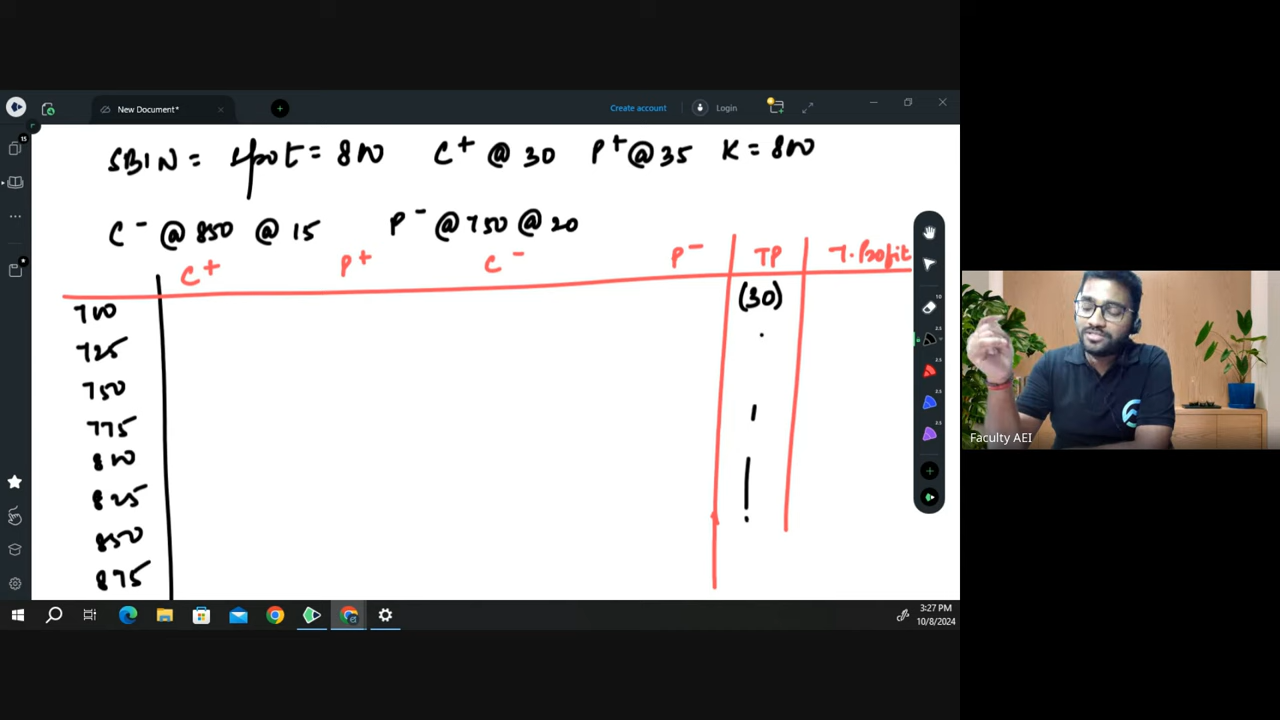 New Document*
Create account
Login
SBIN = spot = 800 C+ @ 30 P+ @ 35 K = 800
C- @ 850 @ 15 P- @ 750 @ 20
C+ P+ C- P- TP T. Profit
700 (30)
725
750
775
800
825
850
875
Faculty AEI
3:27 PM
10/8/2024